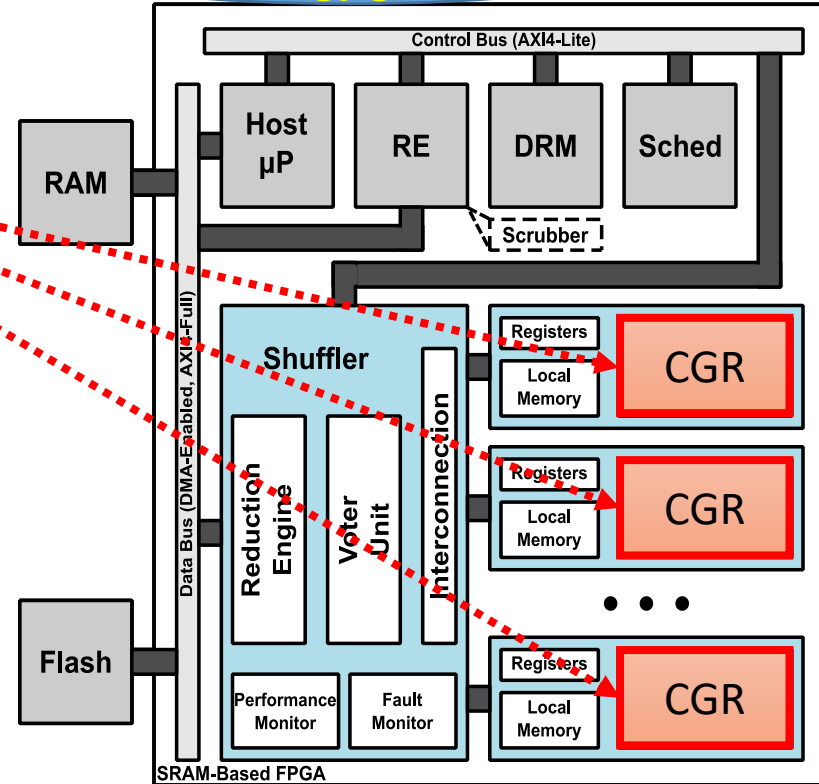 Control Bus (AXI4-Lite)
Host
µP
RE
DRM
Sched
RAM
Scrubber
Data Bus (DMA-Enabled, AXI4-Full)
Shuffler
Reduction
Engine
Voter
Unit
Interconnection
Performance
Monitor
Fault
Monitor
Registers
Local
Memory
CGR
Registers
Local
Memory
CGR
• • •
Registers
Local
Memory
CGR
Flash
SRAM-Based FPGA